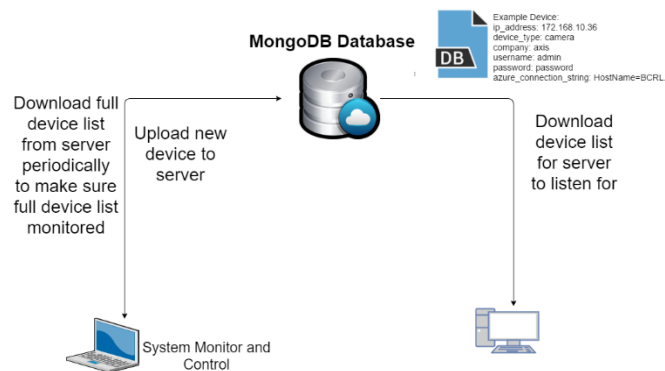 MongoDB Database
DB
Example Device:
ip_address: 172.168.10.36
device_type: camera
company: axis
username: admin
password: password
azure_connection_string: HostName=BCRL
Download full
device list
from server
periodically
to make sure
full device list
monitored
Upload new
device to
server
Download
device list
for server
to listen for
System Monitor and
Control